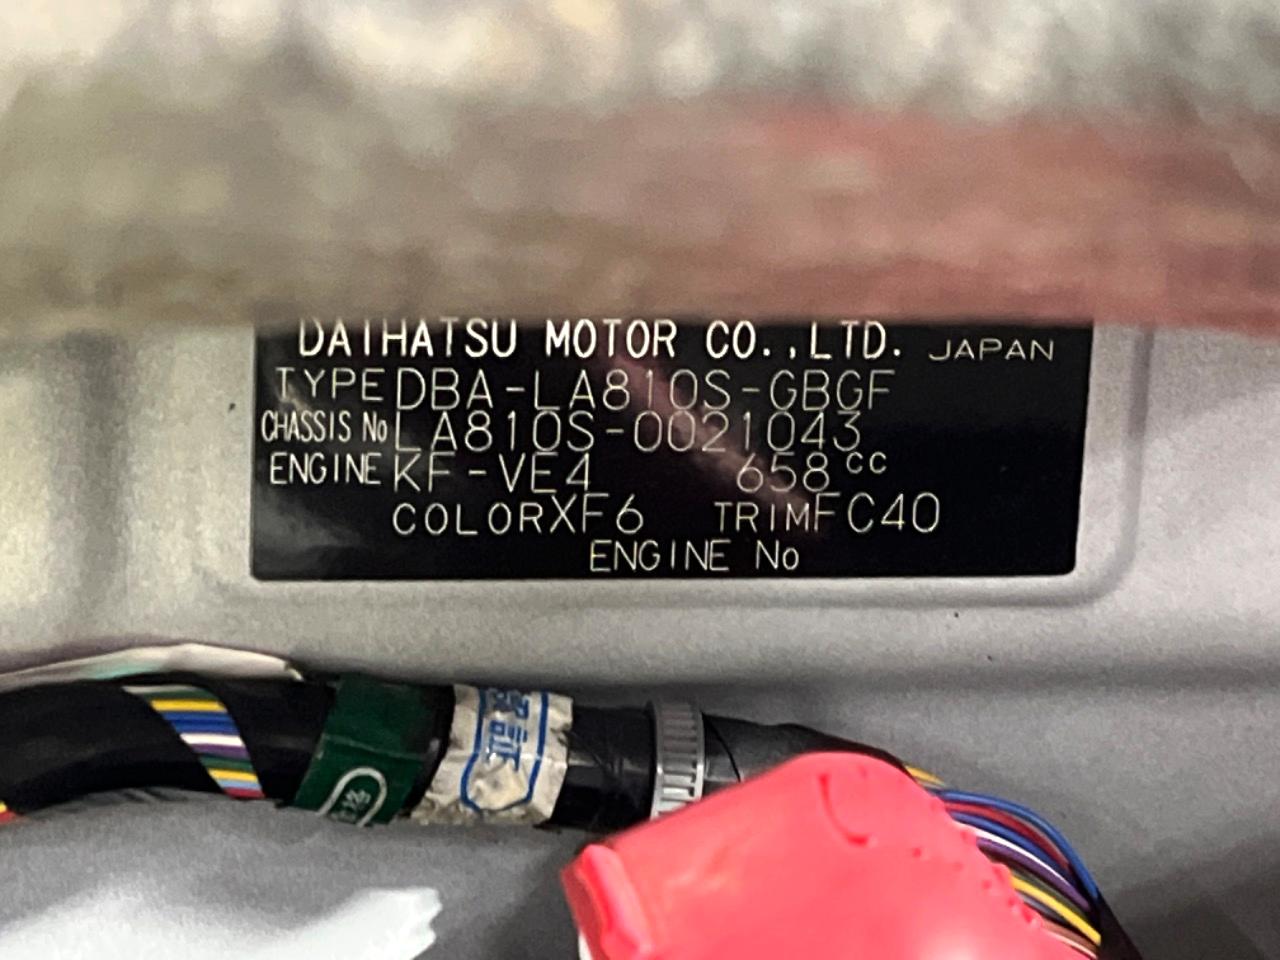 DAIHATSU MOTOR CO.,LTD. JAPAN
TYPE DBA-LA810S-GBGF
CHASSIS No LA810S-0021043
ENGINE KF-VE4 658cc
COLOR XF6 TRIM FC40
ENGINE No
証